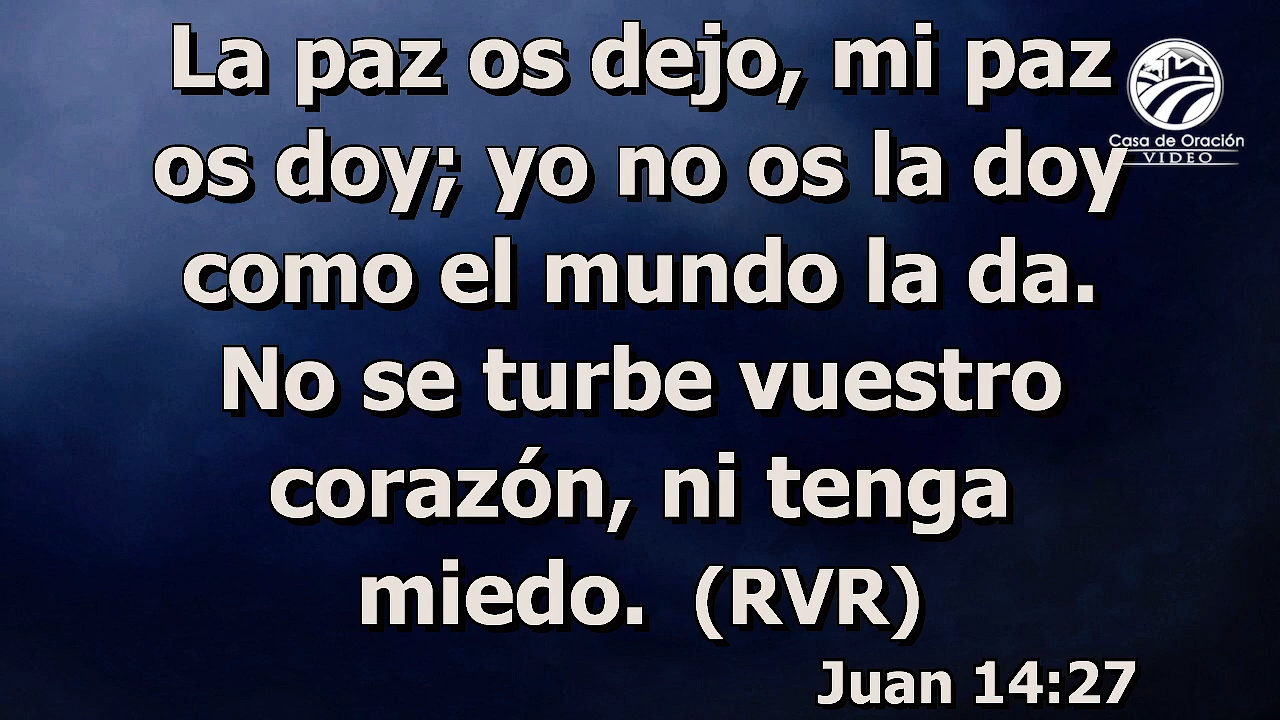 La paz os dejo, mi paz
os doy; yo no os la doy
como el mundo la da.
No se turbe vuestro
corazón, ni tenga
miedo. (RVR)
Juan 14:27
Casa de Oración
VIDEO